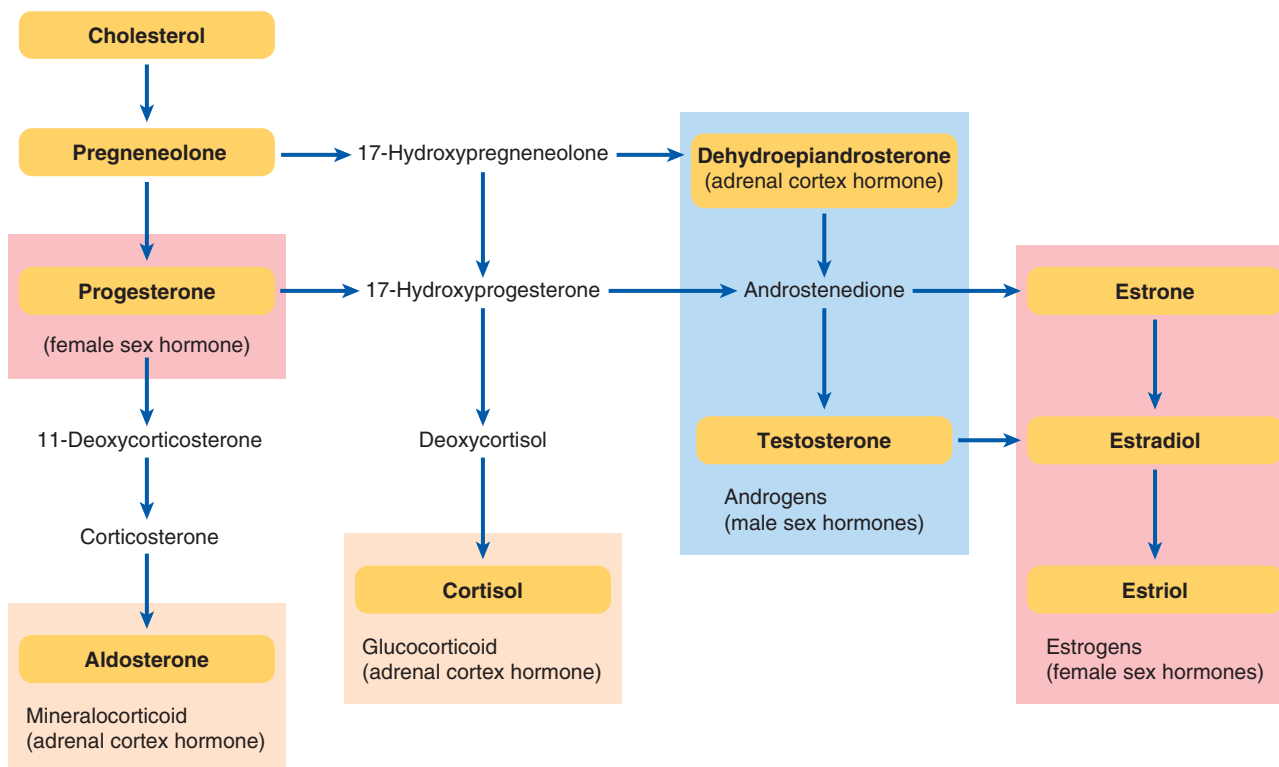 Cholesterol
Pregneneolone
17-Hydroxypregneneolone
Dehydroepiandrosterone
(adrenal cortex hormone)
Progesterone
(female sex hormone)
17-Hydroxyprogesterone
Androstenedione
Estrone
11-Deoxycorticosterone
Deoxycortisol
Testosterone
Estradiol
Androgens
(male sex hormones)
Corticosterone
Cortisol
Glucocorticoid
(adrenal cortex hormone)
Estriol
Estrogens
(female sex hormones)
Aldosterone
Mineralocorticoid
(adrenal cortex hormone)